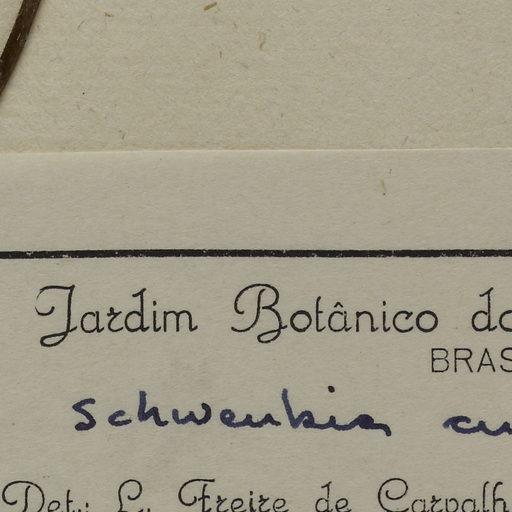 Jardim Botânico do
BRAS
Schwenkia
Det.: L. Freire de Carvalh